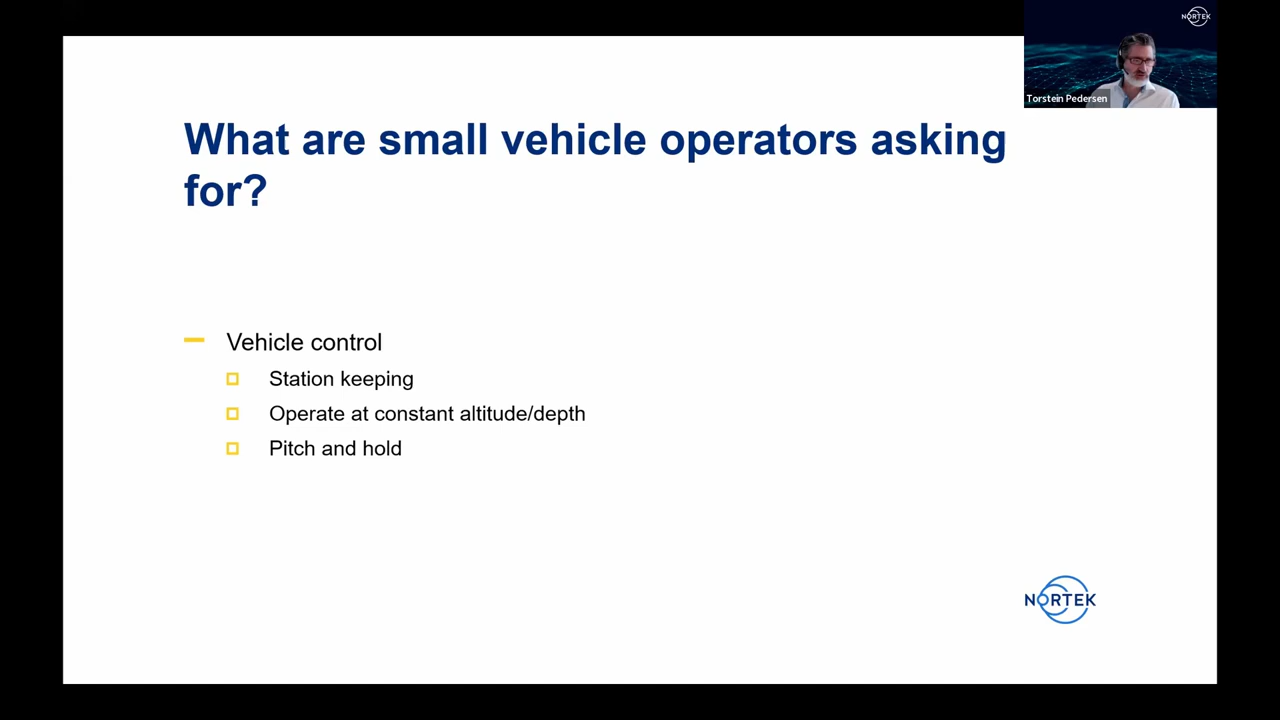 NORTEK
Torstein Pedersen
What are small vehicle operators asking
for?
Vehicle control
Station keeping
Operate at constant altitude/depth
Pitch and hold
NORTEK